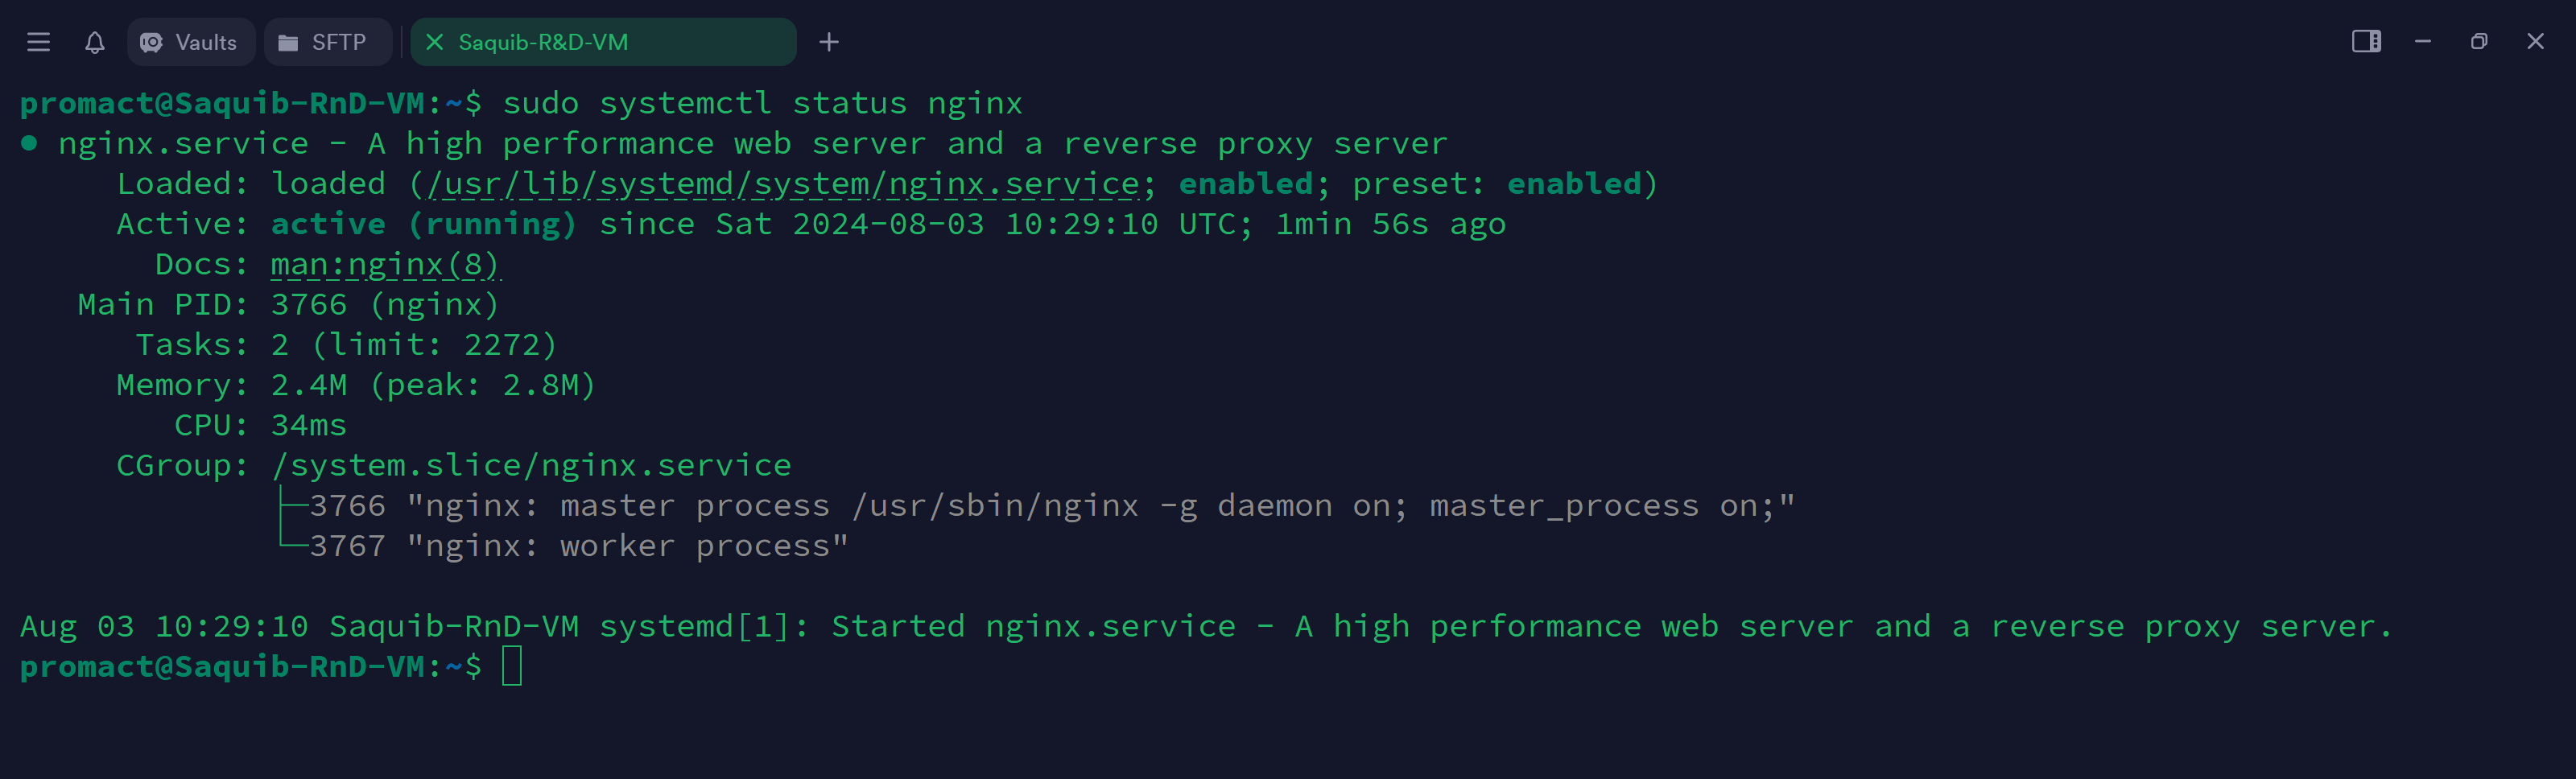 Vaults SFTP Saquib-R&D-VM
promact@Saquib-RnD-VM:~$ sudo systemctl status nginx
● nginx.service - A high performance web server and a reverse proxy server
     Loaded: loaded (/usr/lib/systemd/system/nginx.service; enabled; preset: enabled)
     Active: active (running) since Sat 2024-08-03 10:29:10 UTC; 1min 56s ago
       Docs: man:nginx(8)
   Main PID: 3766 (nginx)
      Tasks: 2 (limit: 2272)
     Memory: 2.4M (peak: 2.8M)
        CPU: 34ms
     CGroup: /system.slice/nginx.service
             ├─3766 "nginx: master process /usr/sbin/nginx -g daemon on; master_process on;"
             └─3767 "nginx: worker process"
Aug 03 10:29:10 Saquib-RnD-VM systemd[1]: Started nginx.service - A high performance web server and a reverse proxy server.
promact@Saquib-RnD-VM:~$